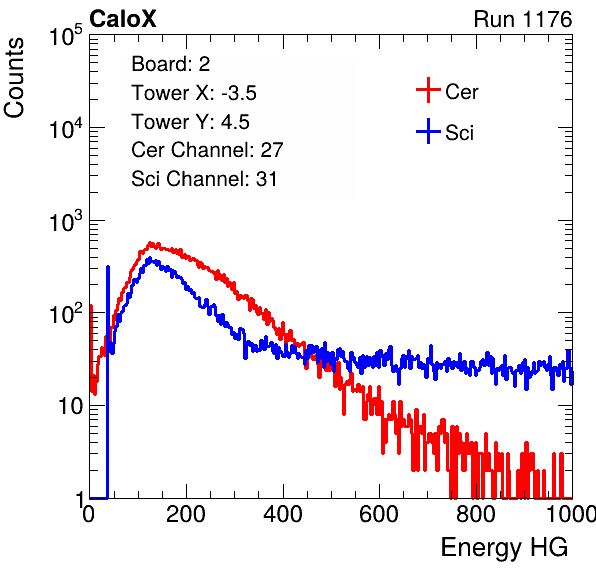 CaloX Run 1176
Counts
10^5
10^4
10^3
10^2
10
1
Board: 2
Tower X: -3.5
Tower Y: 4.5
Cer Channel: 27
Sci Channel: 31
Cer
Sci
0 200 400 600 800 1000
Energy HG